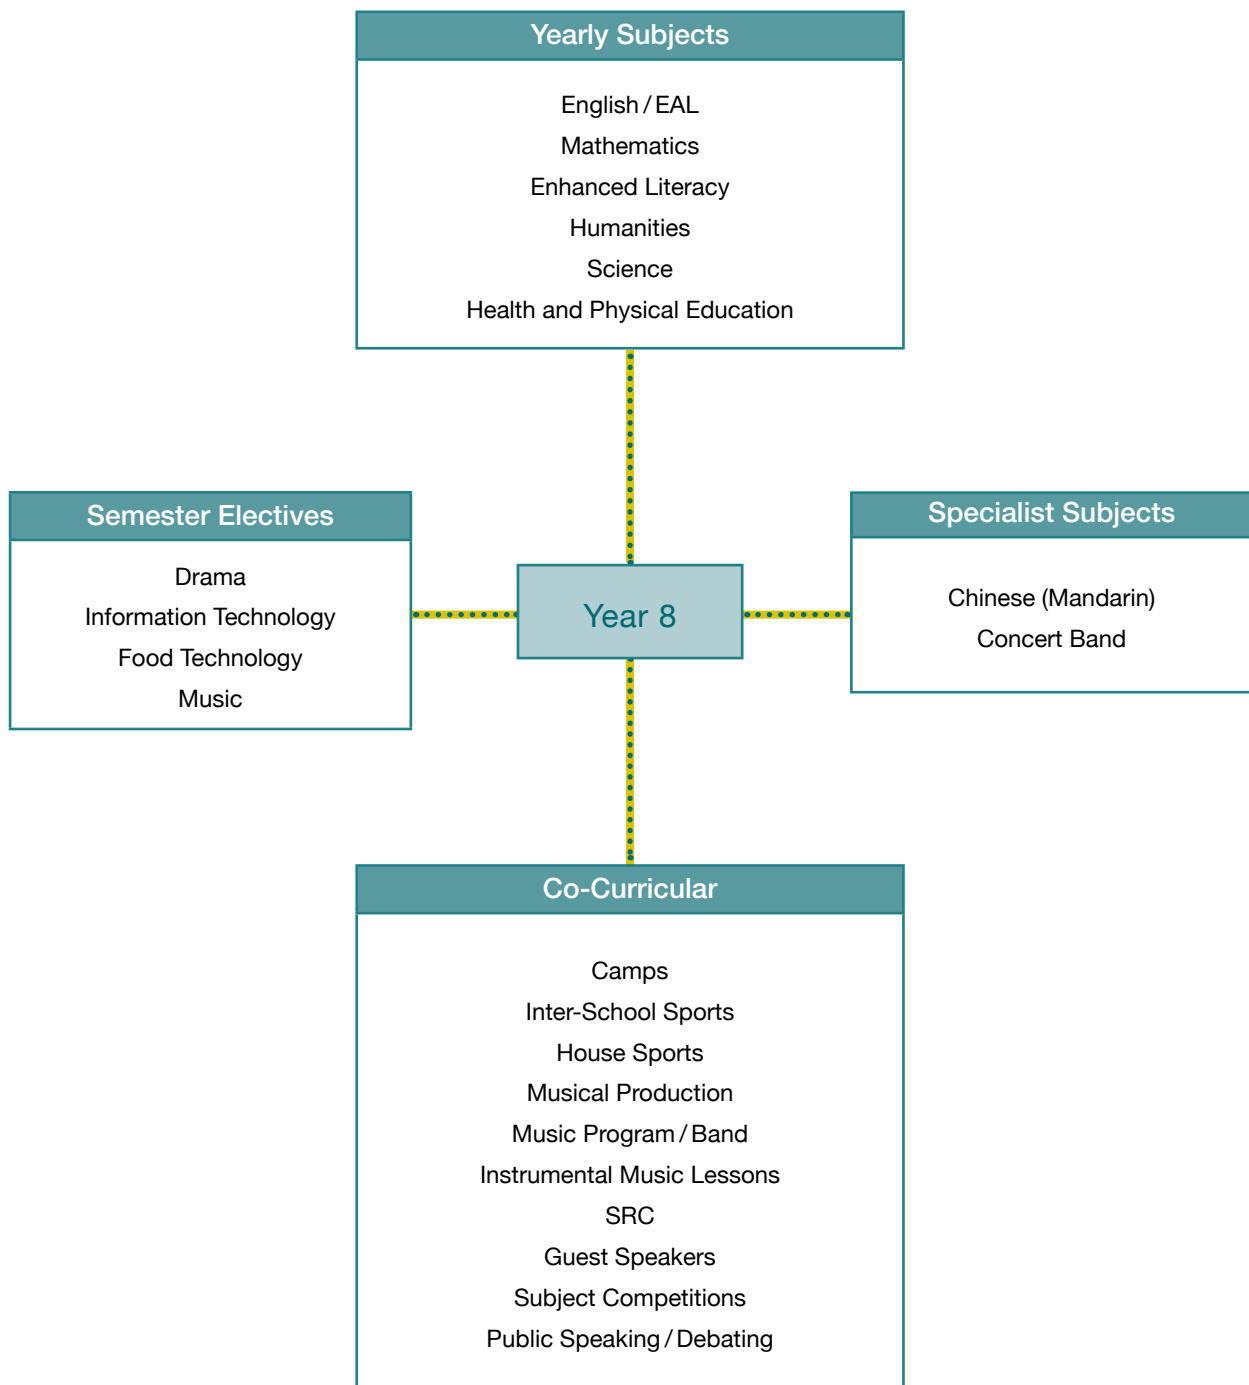 Yearly Subjects
English / EAL
Mathematics
Enhanced Literacy
Humanities
Science
Health and Physical Education
Semester Electives
Drama
Information Technology
Food Technology
Music
Year 8
Specialist Subjects
Chinese (Mandarin)
Concert Band
Co-Curricular
Camps
Inter-School Sports
House Sports
Musical Production
Music Program / Band
Instrumental Music Lessons
SRC
Guest Speakers
Subject Competitions
Public Speaking / Debating